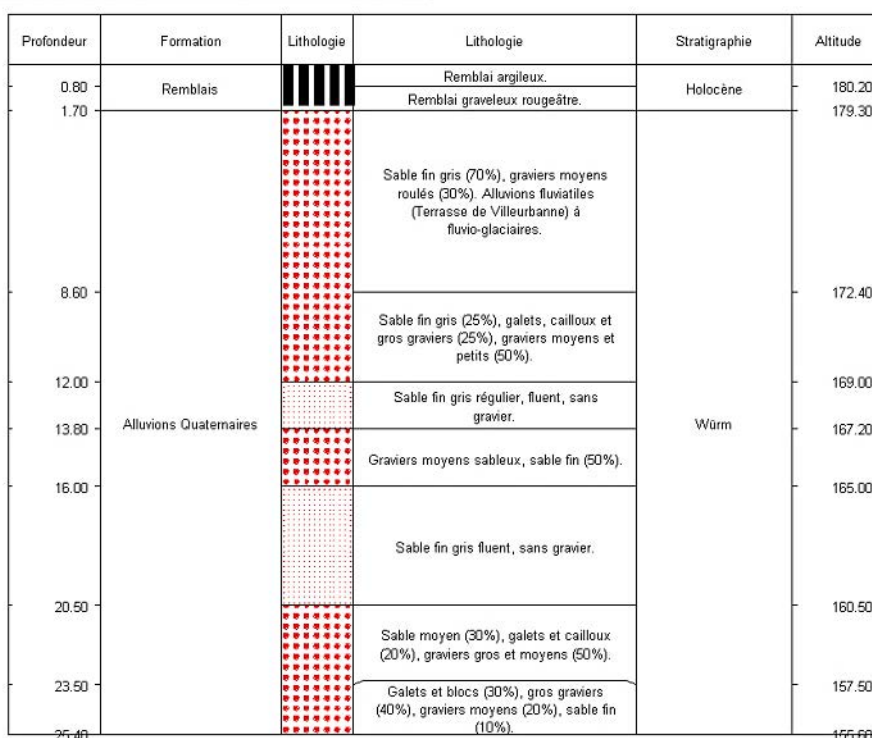 Profondeur Formation Lithologie Lithologie Stratigraphie Altitude
Remblai argileux.
0.80 Remblais Holocène 180.20
Remblai graveleux rougeâtre.
1.70 179.30
Sable fin gris (70%), graviers moyens
roulés (30%). Alluvions fluviatiles
(Terrasse de Villeurbanne) à
fluvio-glaciaires.
8.60 172.40
Sable fin gris (25%), galets, cailloux et
gros graviers (25%), graviers moyens et
petits (50%).
12.00 169.00
Sable fin gris régulier, fluent, sans
gravier.
Alluvions Quaternaires Würm
13.80 167.20
Graviers moyens sableux, sable fin (50%).
16.00 165.00
Sable fin gris fluent, sans gravier.
20.50 160.50
Sable moyen (30%), galets et cailloux
(20%), graviers gros et moyens (50%).
23.50 157.50
Galets et blocs (30%), gros graviers
(40%), graviers moyens (20%), sable fin
(10%).
25.40 155.60